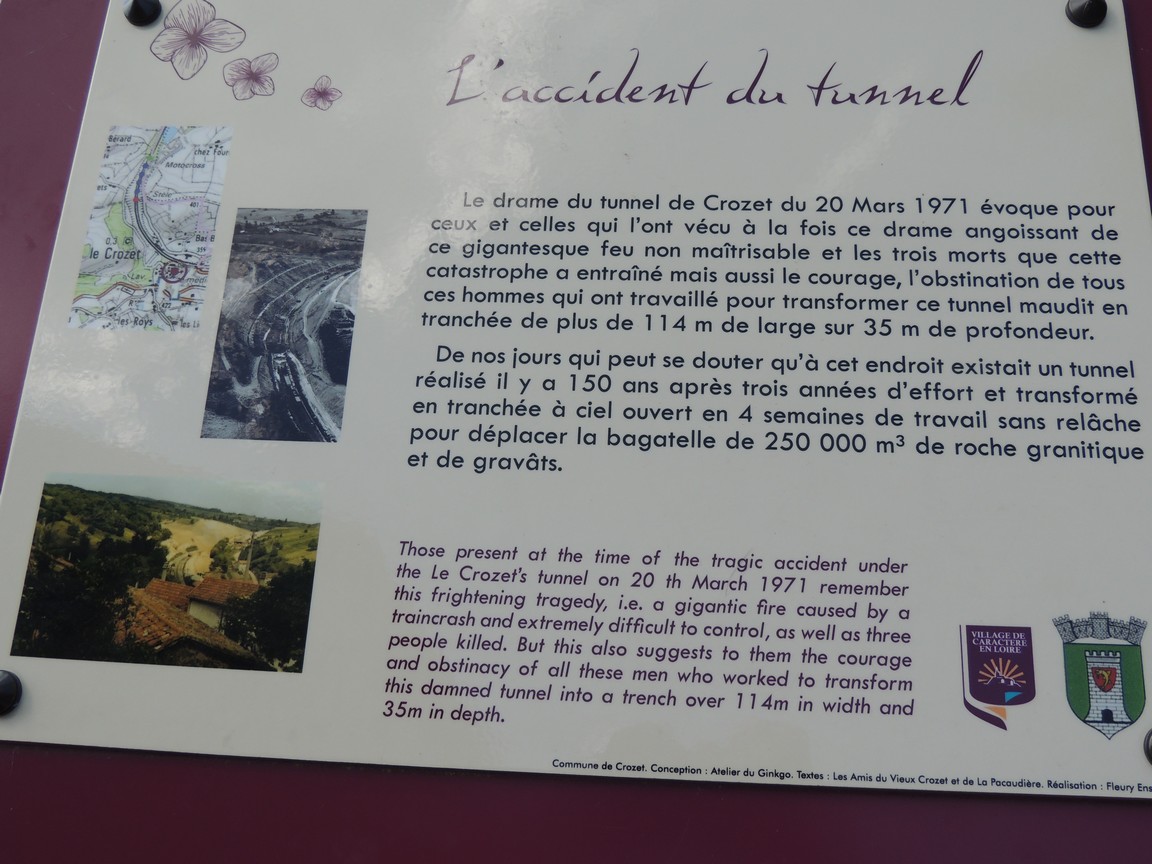 L'accident du tunnel
Bérard
Motocross
Stèle
401
0,3
le Crozet
les-Roys
Le drame du tunnel de Crozet du 20 Mars 1971 évoque pour
ceux et celles qui l'ont vécu à la fois ce drame angoissant de
ce gigantesque feu non maîtrisable et les trois morts que cette
catastrophe a entraîné mais aussi le courage, l'obstination de tous
ces hommes qui ont travaillé pour transformer ce tunnel maudit en
tranchée de plus de 114 m de large sur 35 m de profondeur.
De nos jours qui peut se douter qu'à cet endroit existait un tunnel
réalisé il y a 150 ans après trois années d'effort et transformé
en tranchée à ciel ouvert en 4 semaines de travail sans relâche
pour déplacer la bagatelle de 250 000 m³ de roche granitique
et de gravâts.
Those present at the time of the tragic accident under
the Le Crozet's tunnel on 20 th March 1971 remember
this frightening tragedy, i.e. a gigantic fire caused by a
traincrash and extremely difficult to control, as well as three
people killed. But this also suggests to them the courage
and obstinacy of all these men who worked to transform
this damned tunnel into a trench over 114m in width and
35m in depth.
VILLAGE DE
CARACTERE
EN LOIRE
Commune de Crozet. Conception : Atelier du Ginkgo. Textes : Les Amis du Vieux Crozet et de La Pacaudière. Réalisation : Fleury Ens